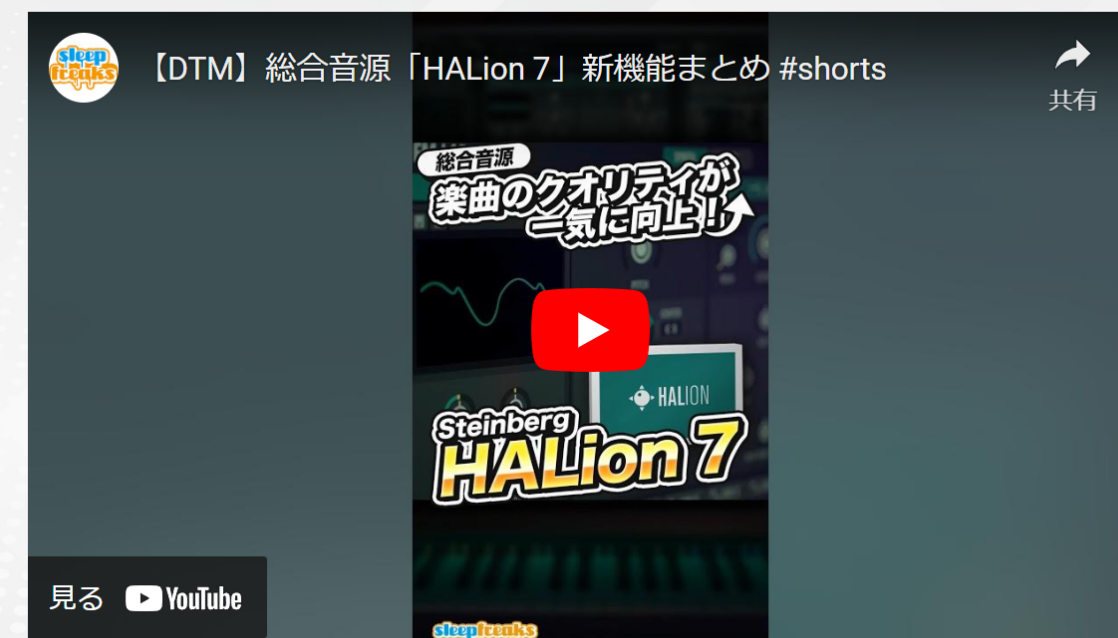 sleep freaks
【DTM】総合音源「HALion 7」新機能まとめ #shorts
共有
総合音源
楽曲のクオリティが
一気に向上！
HALION
Steinberg
HALion 7
見る YouTube
sleepfreaks